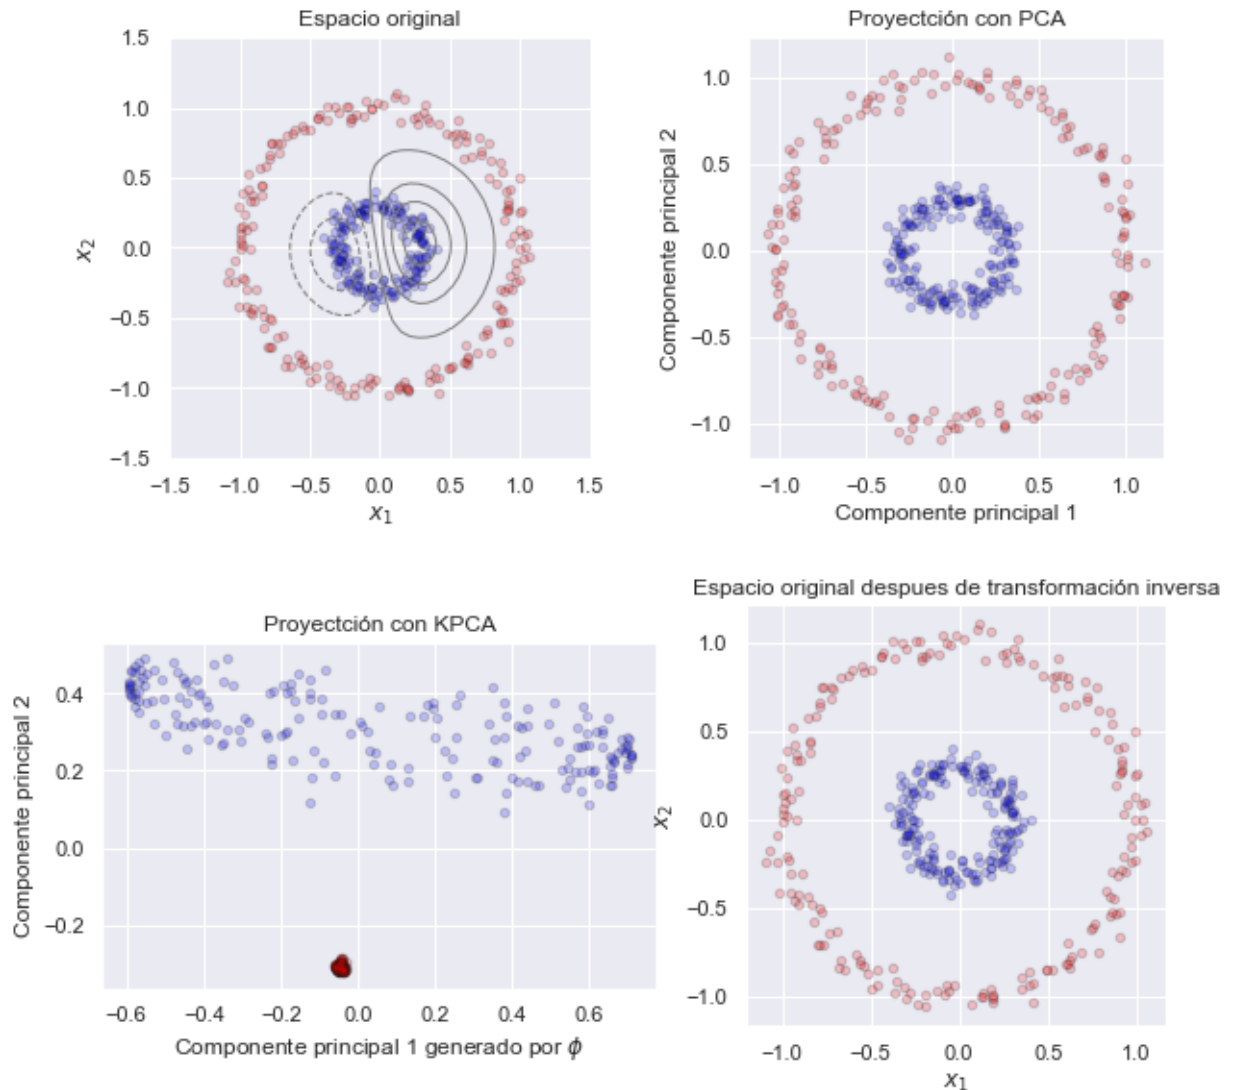 Espacio original
1.5
1.0
0.5
0.0
−0.5
−1.0
−1.5
x2
−1.5 −1.0 −0.5 0.0 0.5 1.0 1.5
x1
Proyectción con PCA
1.0
0.5
0.0
−0.5
−1.0
Componente principal 2
−1.0 −0.5 0.0 0.5 1.0
Componente principal 1
Proyectción con KPCA
0.4
0.2
0.0
−0.2
Componente principal 2
−0.6 −0.4 −0.2 0.0 0.2 0.4 0.6
Componente principal 1 generado por ϕ
Espacio original despues de transformación inversa
1.0
0.5
0.0
−0.5
−1.0
x2
−1.0 −0.5 0.0 0.5 1.0
x1